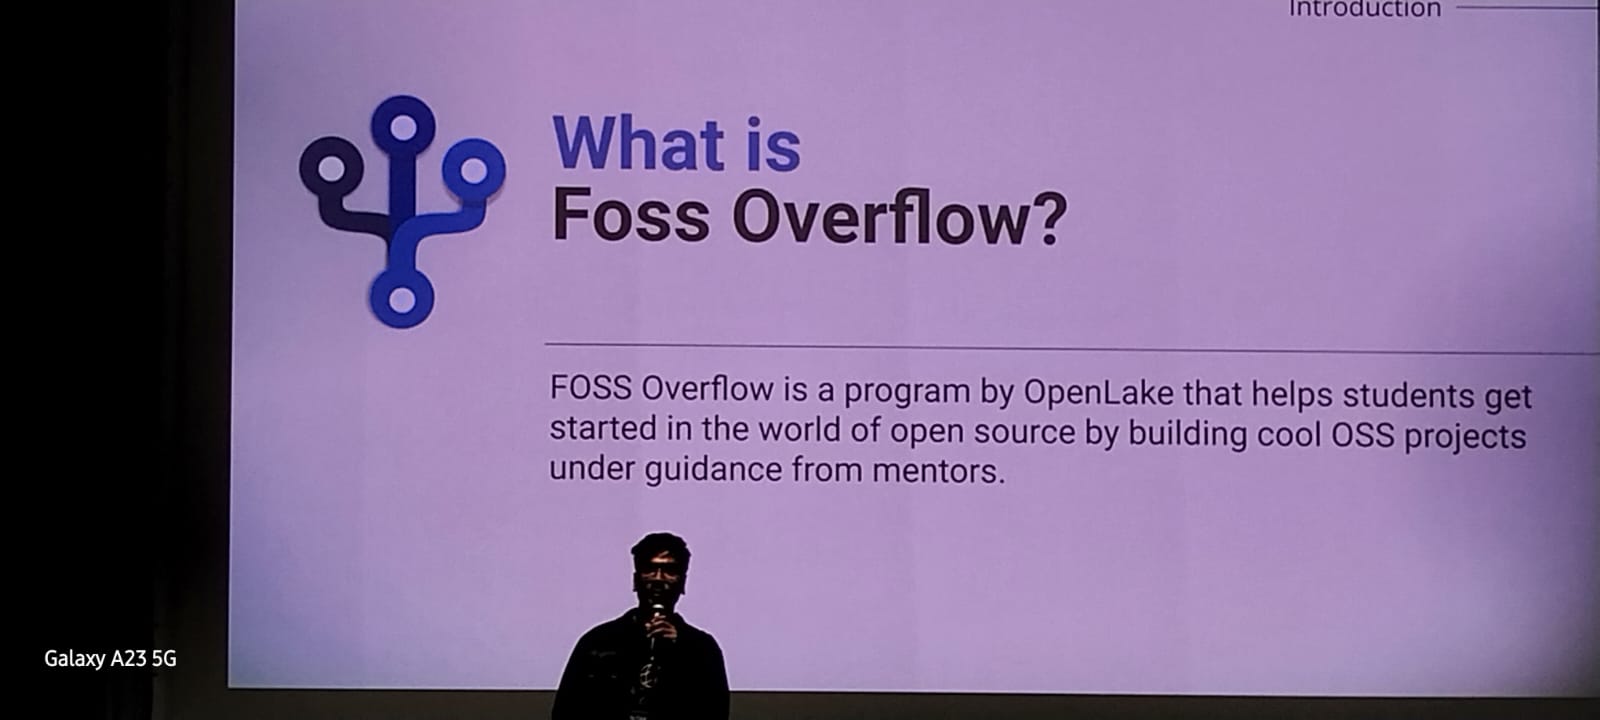 Introduction
What is
Foss Overflow?
FOSS Overflow is a program by OpenLake that helps students get
started in the world of open source by building cool OSS projects
under guidance from mentors.
Galaxy A23 5G